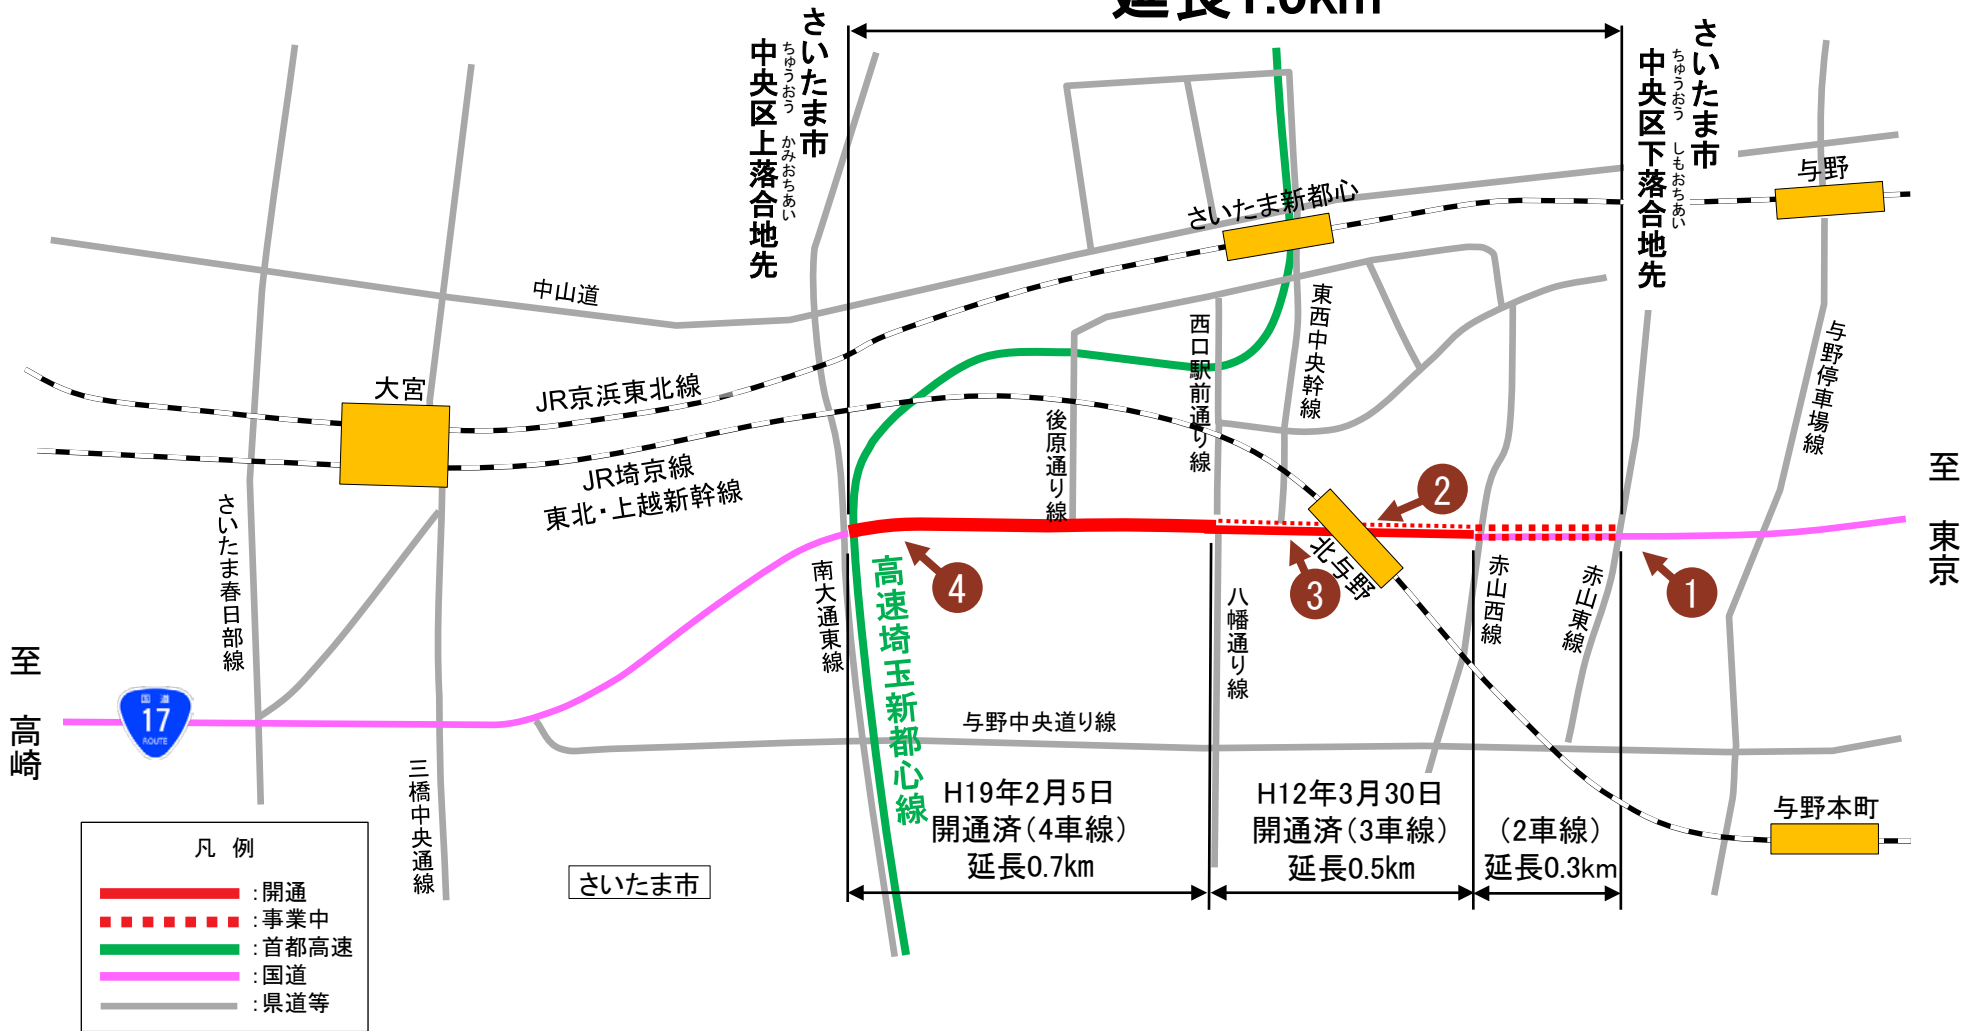 さいたま市
中央区上落合地先
ちゅうおう かみおちあい
さいたま市
中央区下落合地先
ちゅうおう しもおちあい
与野
さいたま新都心
中山道
東西中央幹線
西口駅前通り線
与野停車場線
大宮
JR京浜東北線
後原通り線
JR埼京線
東北・上越新幹線
至 東京
さいたま春日部線
2
北与野
3
4
1
高速埼玉新都心線
南大通東線
八幡通り線
赤山西線
赤山東線
至 高崎
国道
17
ROUTE
与野中央道り線
三橋中央通線
H19年2月5日
開通済(4車線)
延長0.7km
H12年3月30日
開通済(3車線)
延長0.5km
(2車線)
延長0.3km
与野本町
さいたま市
凡 例
:開通
:事業中
:首都高速
:国道
:県道等